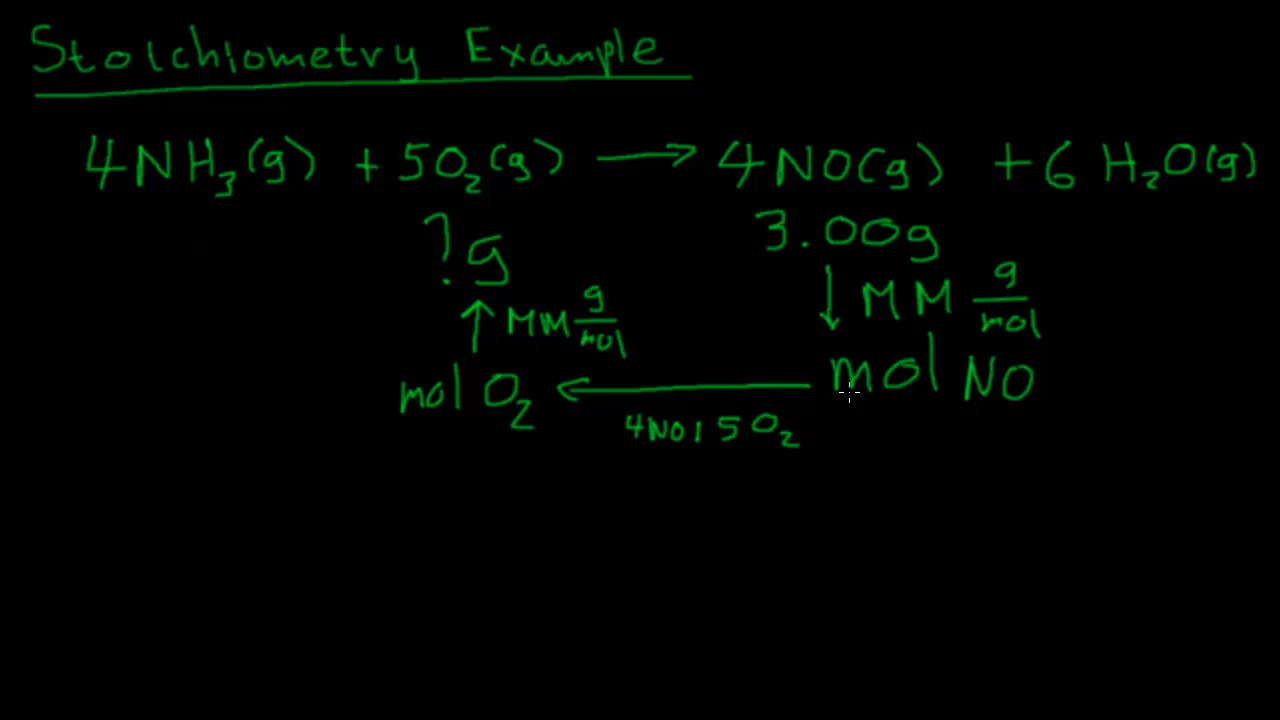 Stoichiometry Example
4NH₃(g) + 5O₂(g) → 4NO(g) + 6H₂O(g)
?g 3.00g
↑ MM g/mol ↓ MM g/mol
mol O₂ ← mol NO
4NO | 5O₂